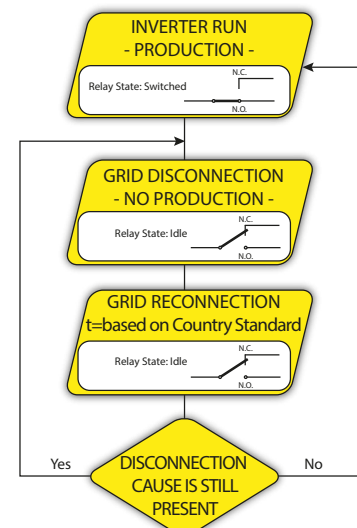 INVERTER RUN
- PRODUCTION -
N.C.
Relay State: Switched
N.O.
GRID DISCONNECTION
- NO PRODUCTION -
N.C.
Relay State: Idle
N.O.
GRID RECONNECTION
t=based on Country Standard
N.C.
Relay State: Idle
N.O.
Yes
DISCONNECTION
No
CAUSE IS STILL
PRESENT